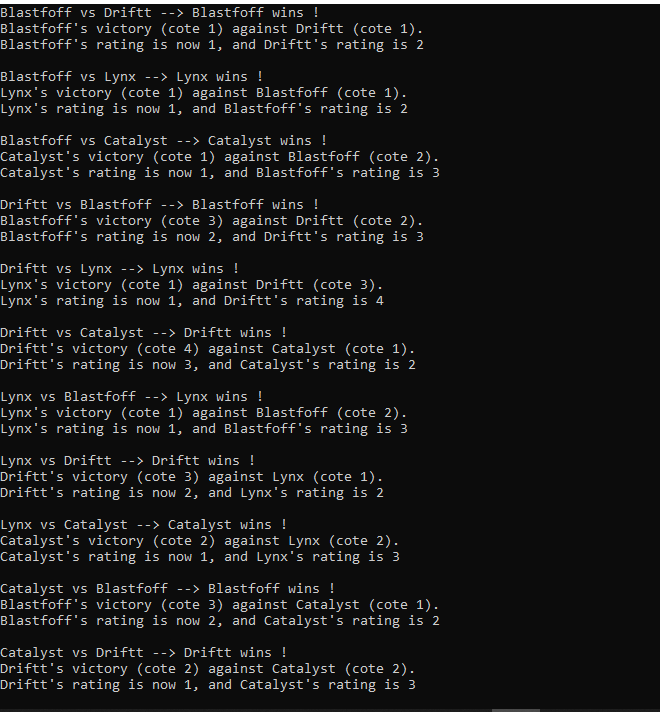 Blastfoff vs Driftt --> Blastfoff wins !
Blastfoff's victory (cote 1) against Driftt (cote 1).
Blastfoff's rating is now 1, and Driftt's rating is 2
Blastfoff vs Lynx --> Lynx wins !
Lynx's victory (cote 1) against Blastfoff (cote 1).
Lynx's rating is now 1, and Blastfoff's rating is 2
Blastfoff vs Catalyst --> Catalyst wins !
Catalyst's victory (cote 1) against Blastfoff (cote 2).
Catalyst's rating is now 1, and Blastfoff's rating is 3
Driftt vs Blastfoff --> Blastfoff wins !
Blastfoff's victory (cote 3) against Driftt (cote 2).
Blastfoff's rating is now 2, and Driftt's rating is 3
Driftt vs Lynx --> Lynx wins !
Lynx's victory (cote 1) against Driftt (cote 3).
Lynx's rating is now 1, and Driftt's rating is 4
Driftt vs Catalyst --> Driftt wins !
Driftt's victory (cote 4) against Catalyst (cote 1).
Driftt's rating is now 3, and Catalyst's rating is 2
Lynx vs Blastfoff --> Lynx wins !
Lynx's victory (cote 1) against Blastfoff (cote 2).
Lynx's rating is now 1, and Blastfoff's rating is 3
Lynx vs Driftt --> Driftt wins !
Driftt's victory (cote 3) against Lynx (cote 1).
Driftt's rating is now 2, and Lynx's rating is 2
Lynx vs Catalyst --> Catalyst wins !
Catalyst's victory (cote 2) against Lynx (cote 2).
Catalyst's rating is now 1, and Lynx's rating is 3
Catalyst vs Blastfoff --> Blastfoff wins !
Blastfoff's victory (cote 3) against Catalyst (cote 1).
Blastfoff's rating is now 2, and Catalyst's rating is 2
Catalyst vs Driftt --> Driftt wins !
Driftt's victory (cote 2) against Catalyst (cote 2).
Driftt's rating is now 1, and Catalyst's rating is 3